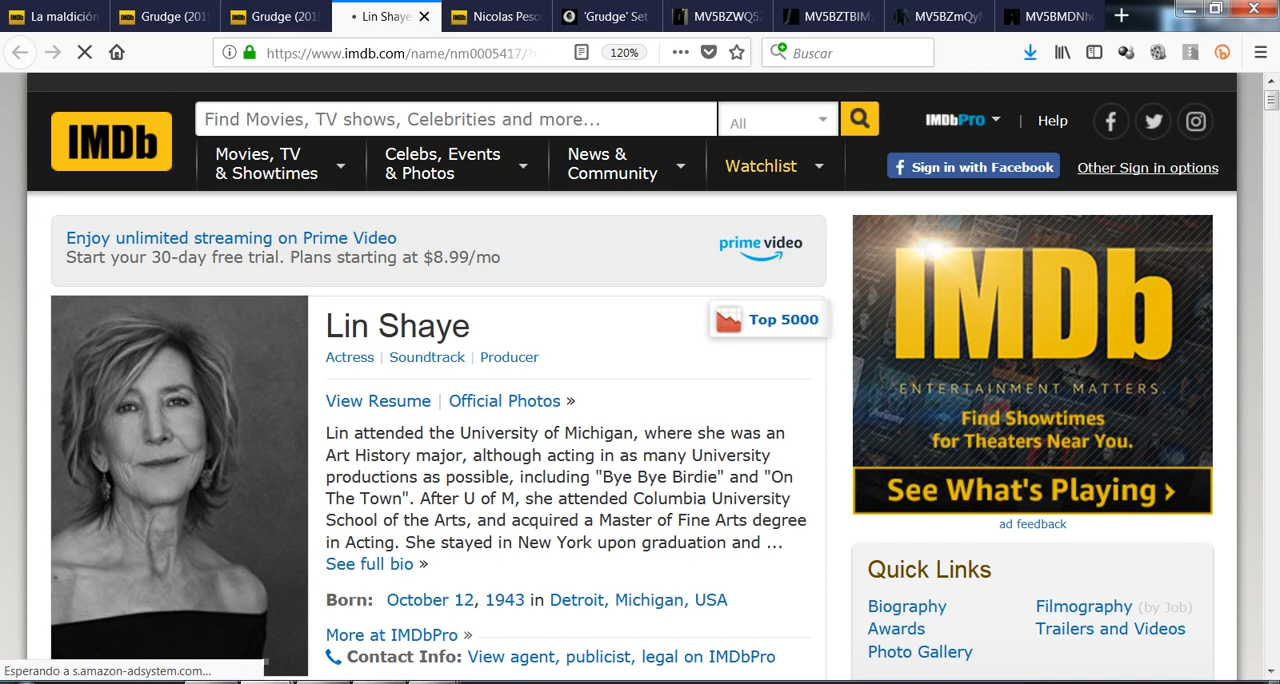 La maldición
Grudge (201
Grudge (201
Lin Shaye
Nicolas Pesc
'Grudge' Set
MV5BZWQ5Z
MV5BZTBlM
MV5BZmQyN
MV5BMDNhO
https://www.imdb.com/name/nm0005417/?
120%
Buscar
IMDb
Find Movies, TV shows, Celebrities and more...
All
IMDbPro
|
Help
Movies, TV
& Showtimes
Celebs, Events
& Photos
News &
Community
Watchlist
Sign in with Facebook
Other Sign in options
Enjoy unlimited streaming on Prime Video
Start your 30-day free trial. Plans starting at $8.99/mo
prime video
Lin Shaye
Top 5000
Actress | Soundtrack | Producer
View Resume | Official Photos »
Lin attended the University of Michigan, where she was an
Art History major, although acting in as many University
productions as possible, including "Bye Bye Birdie" and "On
The Town". After U of M, she attended Columbia University
School of the Arts, and acquired a Master of Fine Arts degree
in Acting. She stayed in New York upon graduation and ...
See full bio »
Born: October 12, 1943 in Detroit, Michigan, USA
More at IMDbPro »
Contact Info: View agent, publicist, legal on IMDbPro
IMDb
ENTERTAINMENT MATTERS.
Find Showtimes
for Theaters Near You.
See What's Playing ›
ad feedback
Quick Links
Biography
Awards
Photo Gallery
Filmography (by Job)
Trailers and Videos
Esperando a s.amazon-adsystem.com...